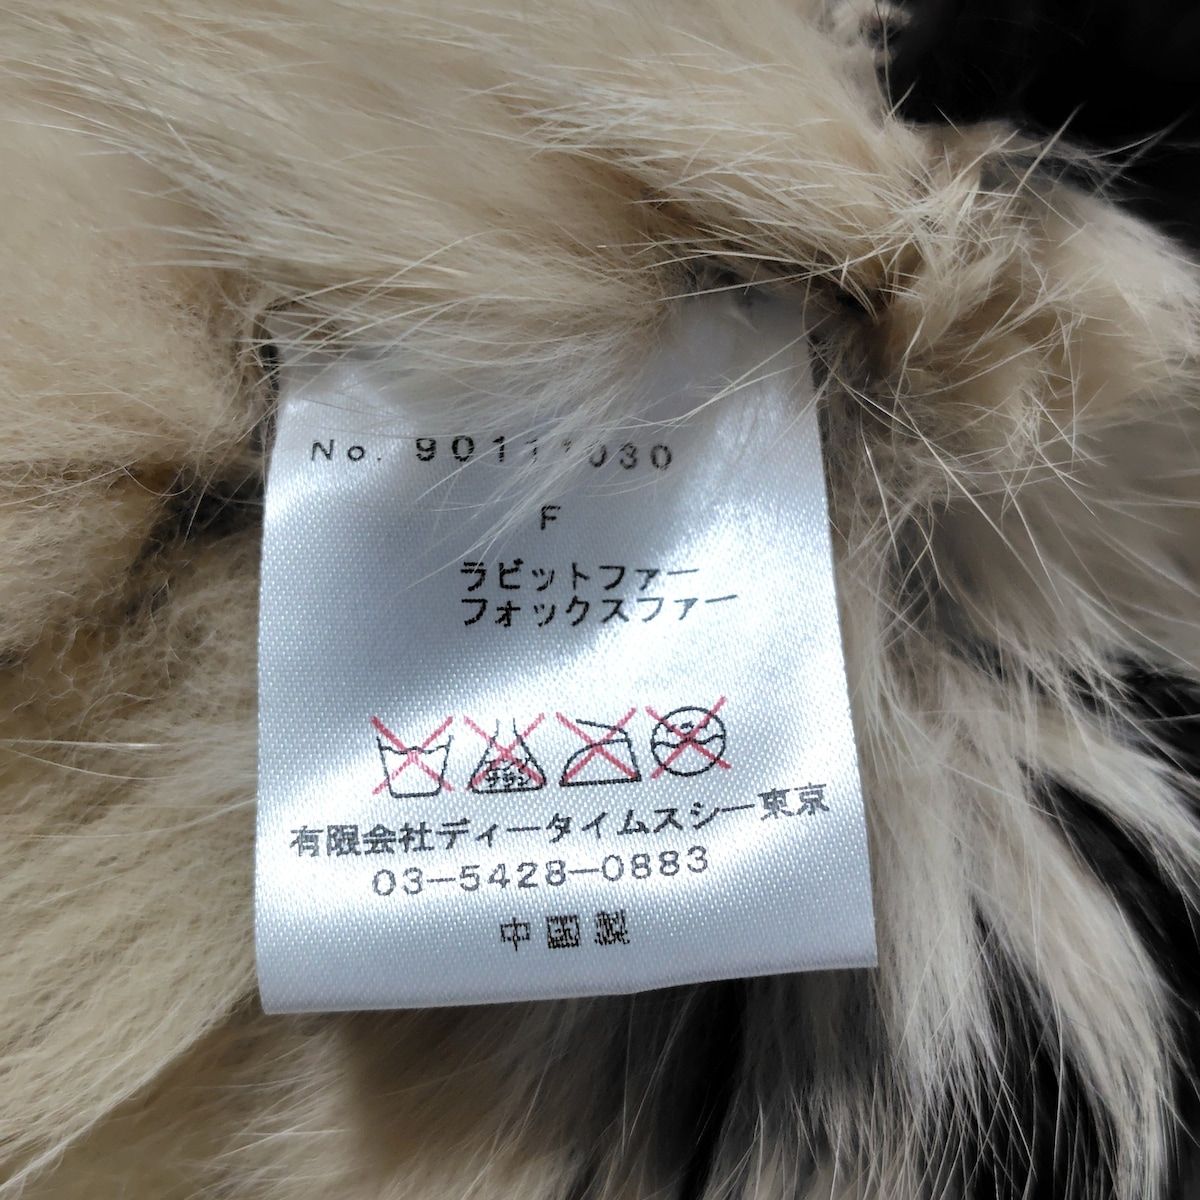 No. 90111030
F
ラビットファー
フォックスファー
有限会社ディータイムスシー東京
03-5428-0883
中国製